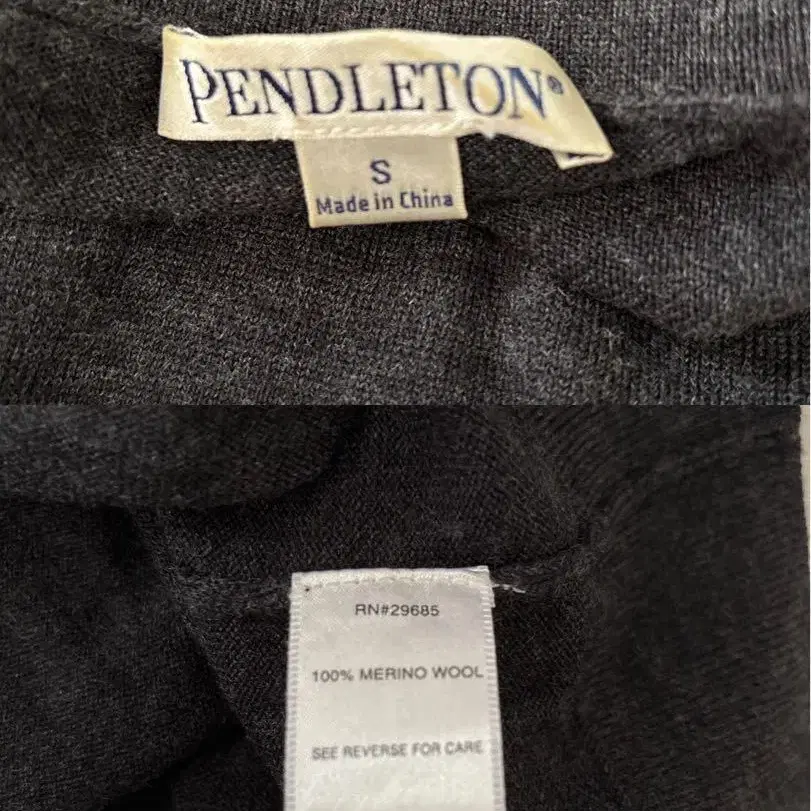 PENDLETON®
S
Made in China
RN#29685
100% MERINO WOOL
SEE REVERSE FOR CARE